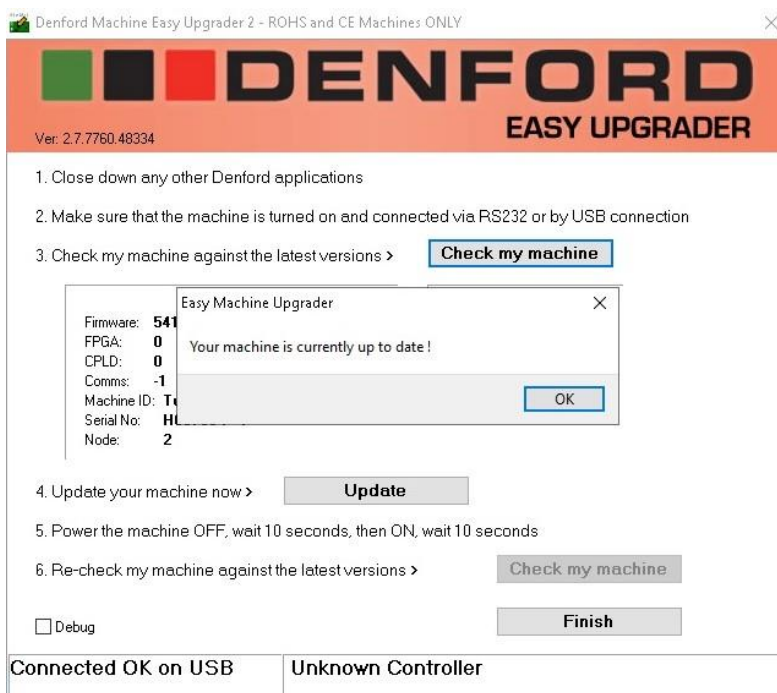 Denford Machine Easy Upgrader 2 - ROHS and CE Machines ONLY
DENFORD
EASY UPGRADER
Ver: 2.7.7760.48334
1. Close down any other Denford applications
2. Make sure that the machine is turned on and connected via RS232 or by USB connection
3. Check my machine against the latest versions > Check my machine
Easy Machine Upgrader
Your machine is currently up to date !
OK
Firmware: 541
FPGA: 0
CPLD: 0
Comms: -1
Machine ID:
Serial No:
Node: 2
4. Update your machine now > Update
5. Power the machine OFF, wait 10 seconds, then ON, wait 10 seconds
6. Re-check my machine against the latest versions > Check my machine
Debug
Finish
Connected OK on USB
Unknown Controller